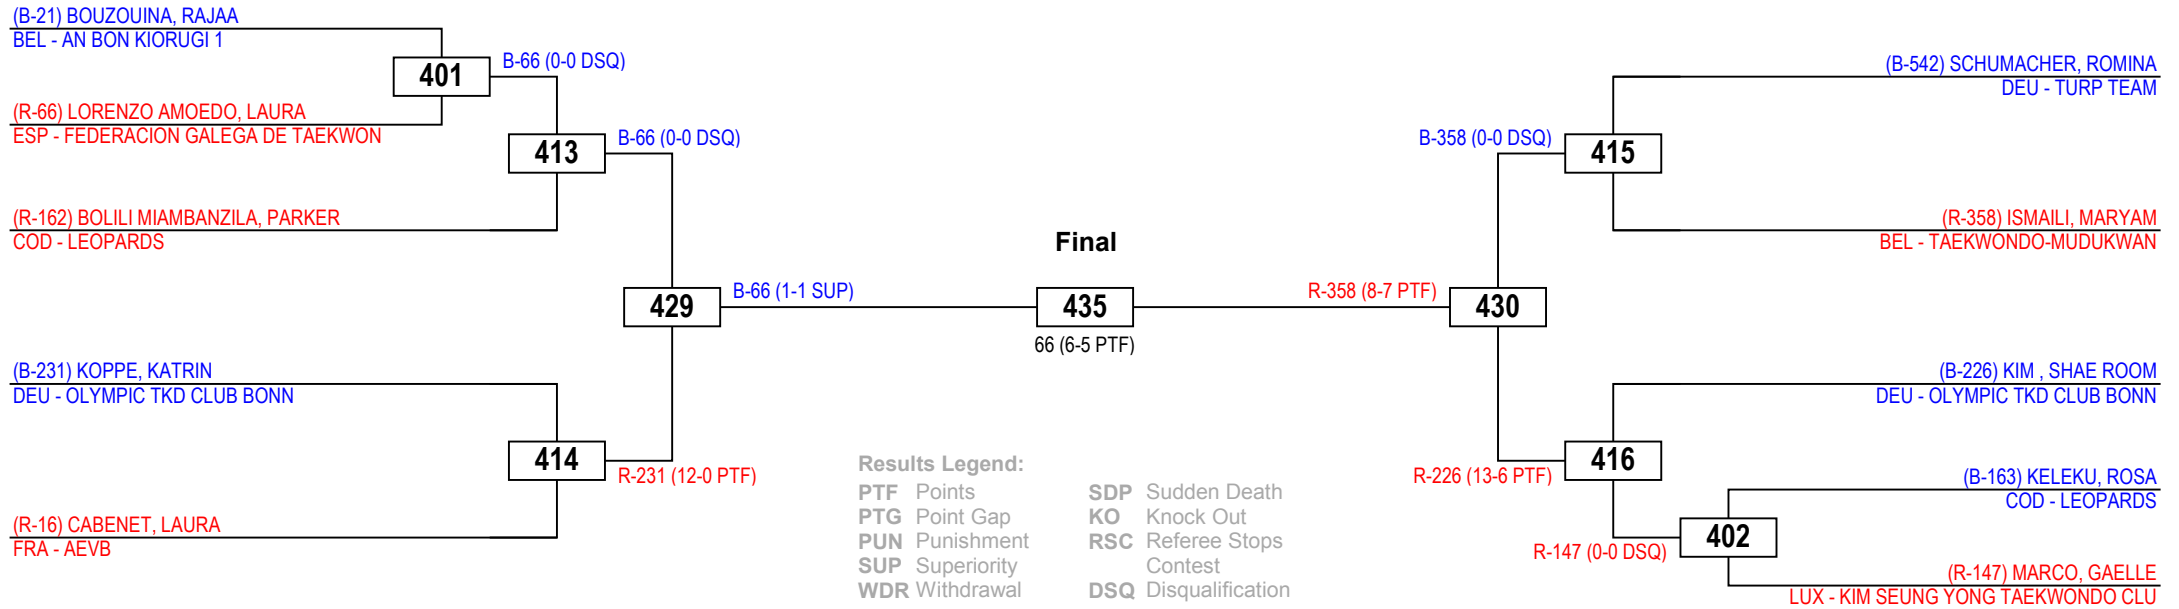 (B-21) BOUZOUINA, RAJAA
BEL - AN BON KIORUGI 1
401
B-66 (0-0 DSQ)
(R-66) LORENZO AMOEDO, LAURA
ESP - FEDERACION GALEGA DE TAEKWON
413
B-66 (0-0 DSQ)
(R-162) BOLILI MIAMBANZILA, PARKER
COD - LEOPARDS
429
B-66 (1-1 SUP)
(B-231) KOPPE, KATRIN
DEU - OLYMPIC TKD CLUB BONN
414
R-231 (12-0 PTF)
(R-16) CABENET, LAURA
FRA - AEVB
Final
435
66 (6-5 PTF)
(B-542) SCHUMACHER, ROMINA
DEU - TURP TEAM
B-358 (0-0 DSQ)
415
(R-358) ISMAILI, MARYAM
BEL - TAEKWONDO-MUDUKWAN
R-358 (8-7 PTF)
430
(B-226) KIM , SHAE ROOM
DEU - OLYMPIC TKD CLUB BONN
R-226 (13-6 PTF)
416
(B-163) KELEKU, ROSA
COD - LEOPARDS
R-147 (0-0 DSQ)
402
(R-147) MARCO, GAELLE
LUX - KIM SEUNG YONG TAEKWONDO CLU
Results Legend:
PTF Points
PTG Point Gap
PUN Punishment
SUP Superiority
WDR Withdrawal
SDP Sudden Death
KO Knock Out
RSC Referee Stops
Contest
DSQ Disqualification